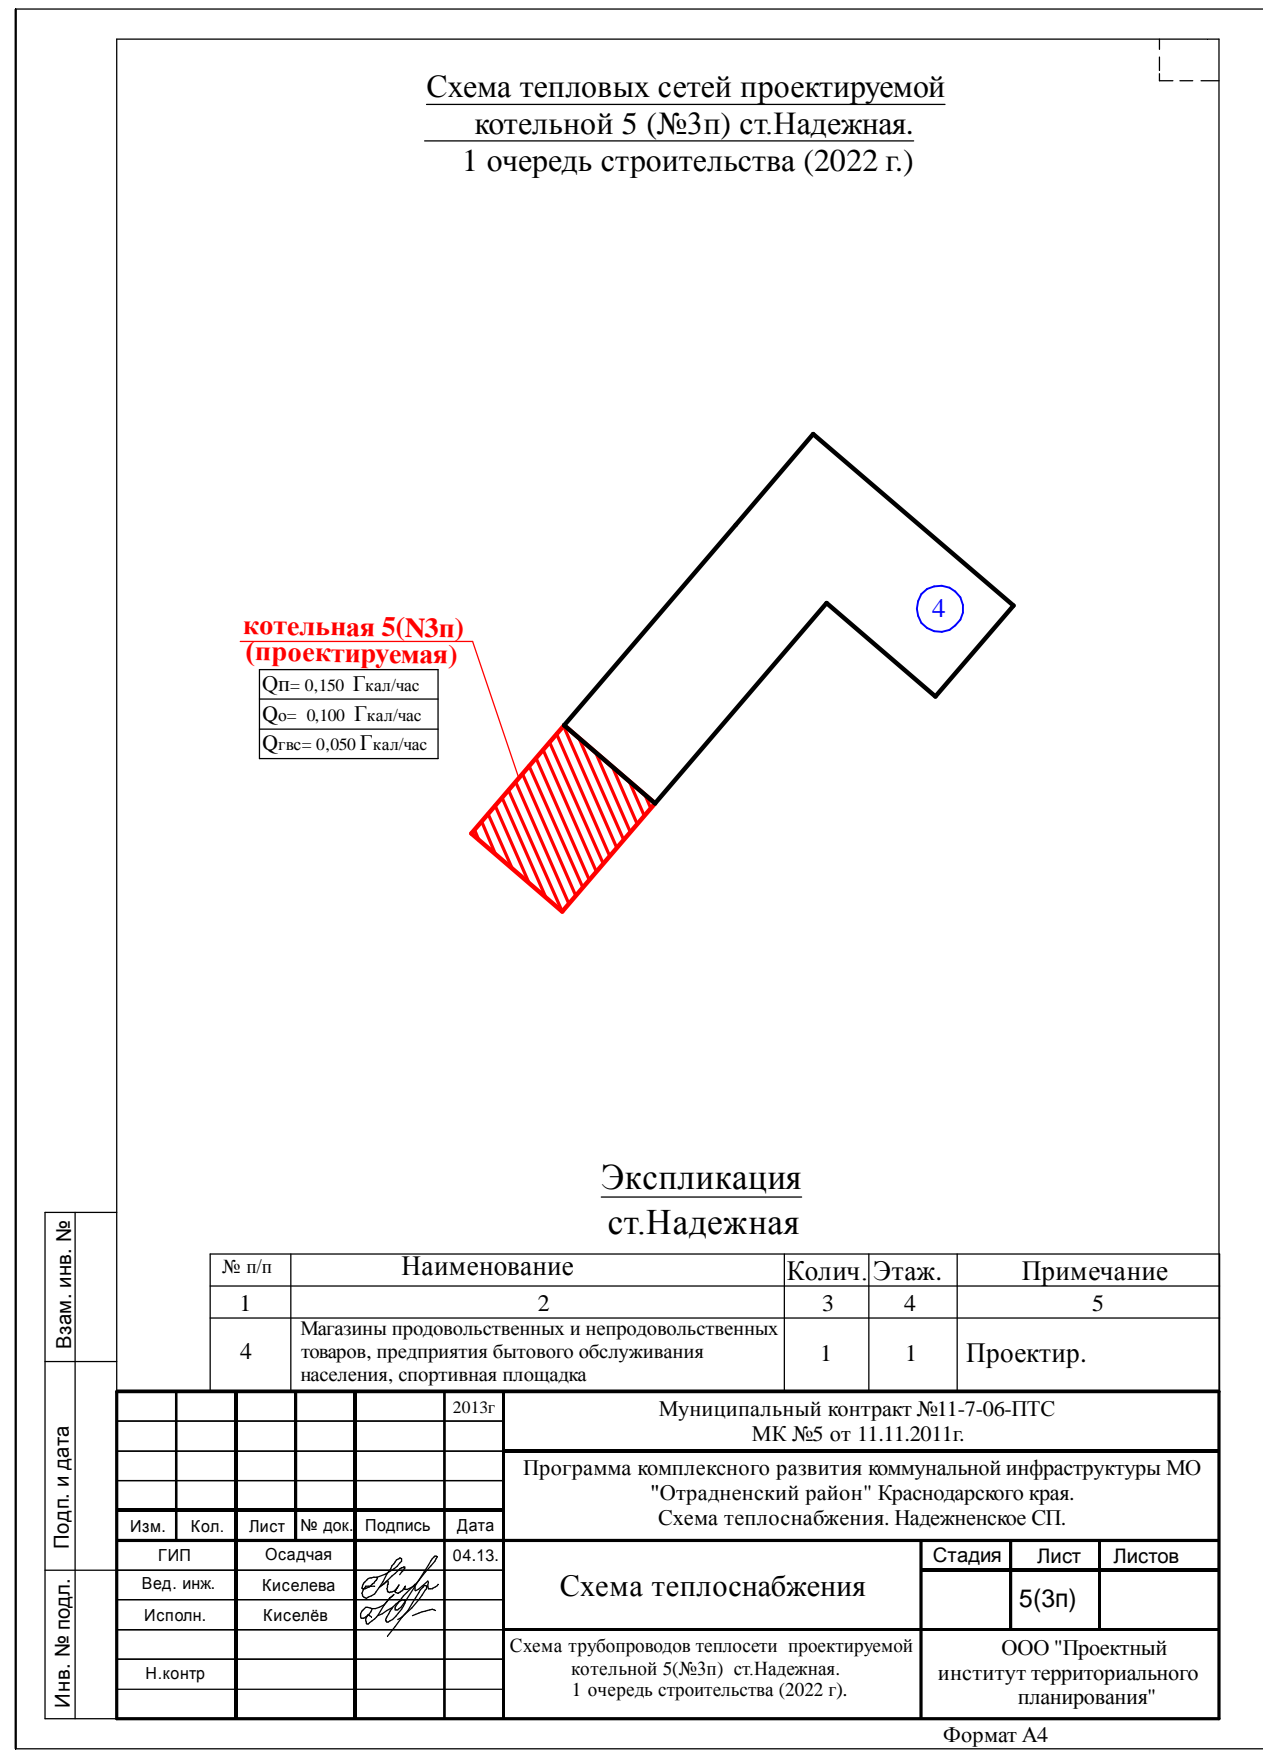 Схема тепловых сетей проектируемой
котельной 5 (№3п) ст.Надежная.
1 очередь строительства (2022 г.)
4
котельная 5(N3п)
(проектируемая)
Qп= 0,150 Гкал/час
Qо= 0,100 Гкал/час
Qгвс= 0,050 Гкал/час
Экспликация
ст.Надежная
№ п/п Наименование Колич. Этаж. Примечание
1 2 3 4 5
4 Магазины продовольственных и непродовольственных товаров, предприятия бытового обслуживания населения, спортивная площадка 1 1 Проектир.
Взам. инв. №
Подп. и дата
Инв. № подл.
2013г
Муниципальный контракт №11-7-06-ПТС
МК №5 от 11.11.2011г.
Программа комплексного развития коммунальной инфраструктуры МО
"Отрадненский район" Краснодарского края.
Схема теплоснабжения. Надежненское СП.
Изм. Кол. Лист № док. Подпись Дата
ГИП Осадчая 04.13.
Вед. инж. Киселева
Исполн. Киселёв
Н.контр
Схема теплоснабжения
Стадия Лист Листов
5(3п)
Схема трубопроводов теплосети проектируемой
котельной 5(№3п) ст.Надежная.
1 очередь строительства (2022 г).
ООО "Проектный
институт территориального
планирования"
Формат А4